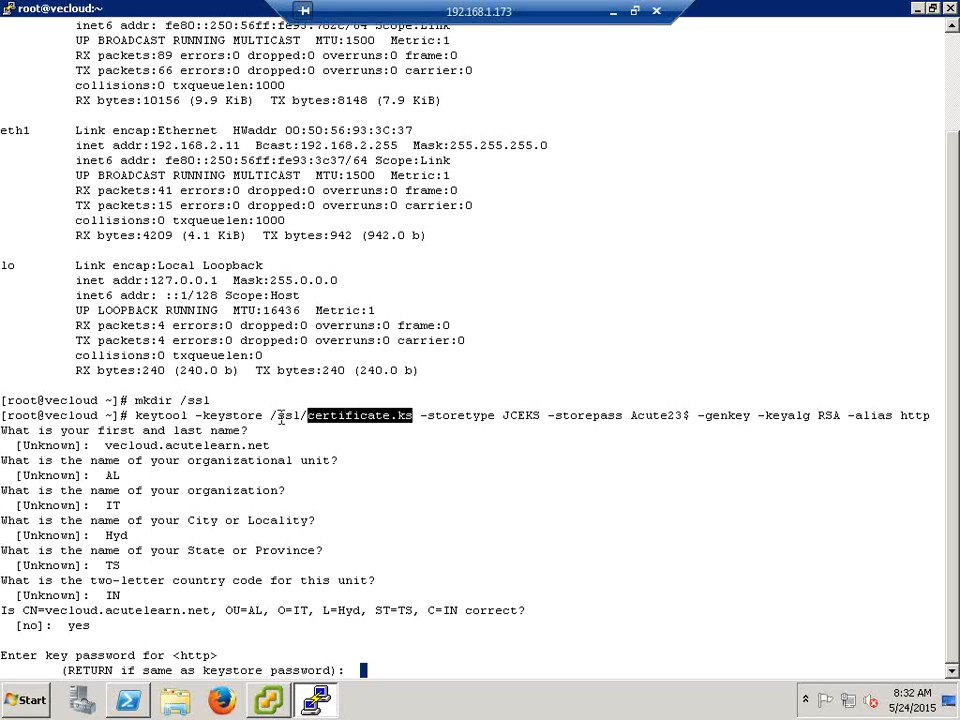 root@vecloud:~
192.168.1.173
inet6 addr: fe80::250:56ff:fe93:782c/64 Scope:Link
UP BROADCAST RUNNING MULTICAST  MTU:1500  Metric:1
RX packets:89 errors:0 dropped:0 overruns:0 frame:0
TX packets:66 errors:0 dropped:0 overruns:0 carrier:0
collisions:0 txqueuelen:1000
RX bytes:10156 (9.9 KiB)  TX bytes:8148 (7.9 KiB)
eth1      Link encap:Ethernet  HWaddr 00:50:56:93:3C:37
inet addr:192.168.2.11  Bcast:192.168.2.255  Mask:255.255.255.0
inet6 addr: fe80::250:56ff:fe93:3c37/64 Scope:Link
UP BROADCAST RUNNING MULTICAST  MTU:1500  Metric:1
RX packets:41 errors:0 dropped:0 overruns:0 frame:0
TX packets:15 errors:0 dropped:0 overruns:0 carrier:0
collisions:0 txqueuelen:1000
RX bytes:4209 (4.1 KiB)  TX bytes:942 (942.0 b)
lo        Link encap:Local Loopback
inet addr:127.0.0.1  Mask:255.0.0.0
inet6 addr: ::1/128 Scope:Host
UP LOOPBACK RUNNING  MTU:16436  Metric:1
RX packets:4 errors:0 dropped:0 overruns:0 frame:0
TX packets:4 errors:0 dropped:0 overruns:0 carrier:0
collisions:0 txqueuelen:0
RX bytes:240 (240.0 b)  TX bytes:240 (240.0 b)
[root@vecloud ~]# mkdir /ssl
[root@vecloud ~]# keytool -keystore /ssl/certificate.ks -storetype JCEKS -storepass Acute23$ -genkey -keyalg RSA -alias http
What is your first and last name?
[Unknown]:  vecloud.acutelearn.net
What is the name of your organizational unit?
[Unknown]:  AL
What is the name of your organization?
[Unknown]:  IT
What is the name of your City or Locality?
[Unknown]:  Hyd
What is the name of your State or Province?
[Unknown]:  TS
What is the two-letter country code for this unit?
[Unknown]:  IN
Is CN=vecloud.acutelearn.net, OU=AL, O=IT, L=Hyd, ST=TS, C=IN correct?
[no]:  yes
Enter key password for <http>
(RETURN if same as keystore password):
Start
8:32 AM
5/24/2015